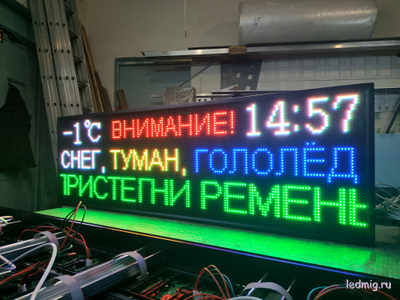 -1°C ВНИМАНИЕ! 14:57
СНЕГ, ТУМАН, ГОЛОЛЁД
ПРИСТЕГНИ РЕМЕНЬ
ledmig.ru